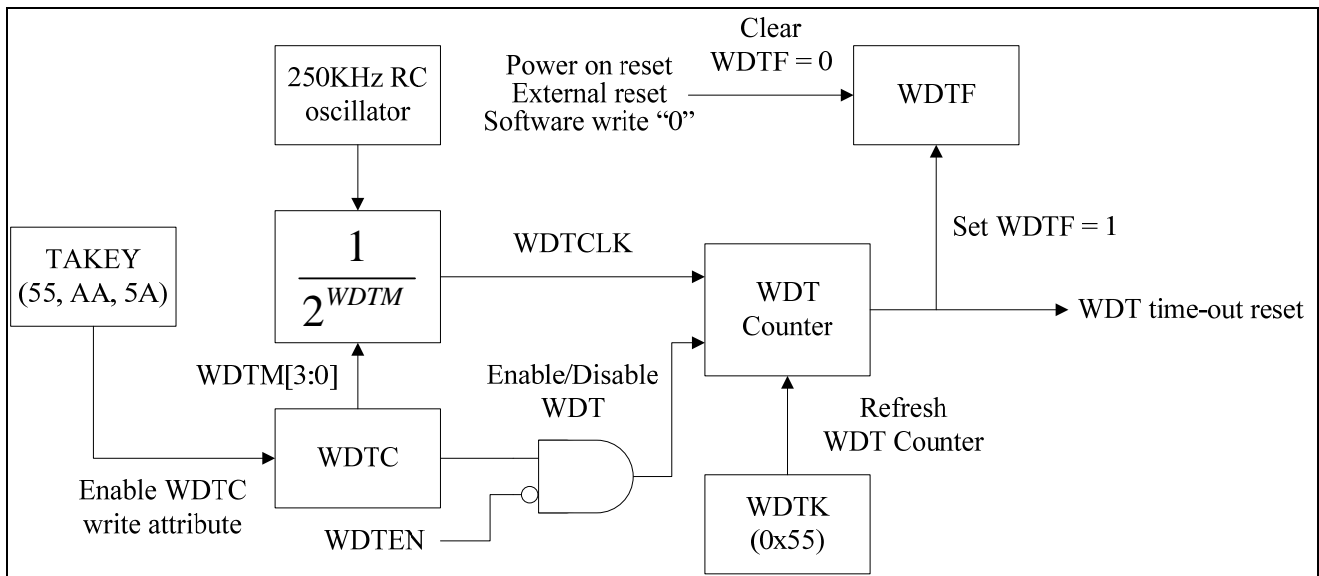 Clear
WDTF = 0
250KHz RC
oscillator
Power on reset
External reset
Software write “0”
WDTF
TAKEY
(55, AA, 5A)
1
2^WDTM
WDTCLK
Set WDTF = 1
WDT
Counter
WDT time-out reset
WDTM[3:0]
Enable/Disable
WDT
Refresh
WDT Counter
WDTC
Enable WDTC
write attribute
WDTEN
WDTK
(0x55)